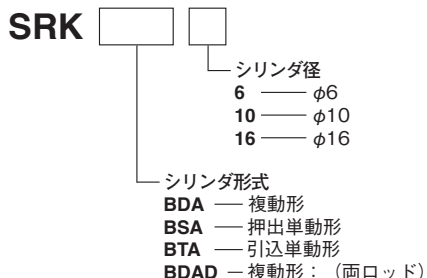 SRK
シリンダ径
6 ── φ6
10 ── φ10
16 ── φ16
シリンダ形式
BDA ── 複動形
BSA ── 押出単動形
BTA ── 引込単動形
BDAD ─ 複動形：（両ロッド）